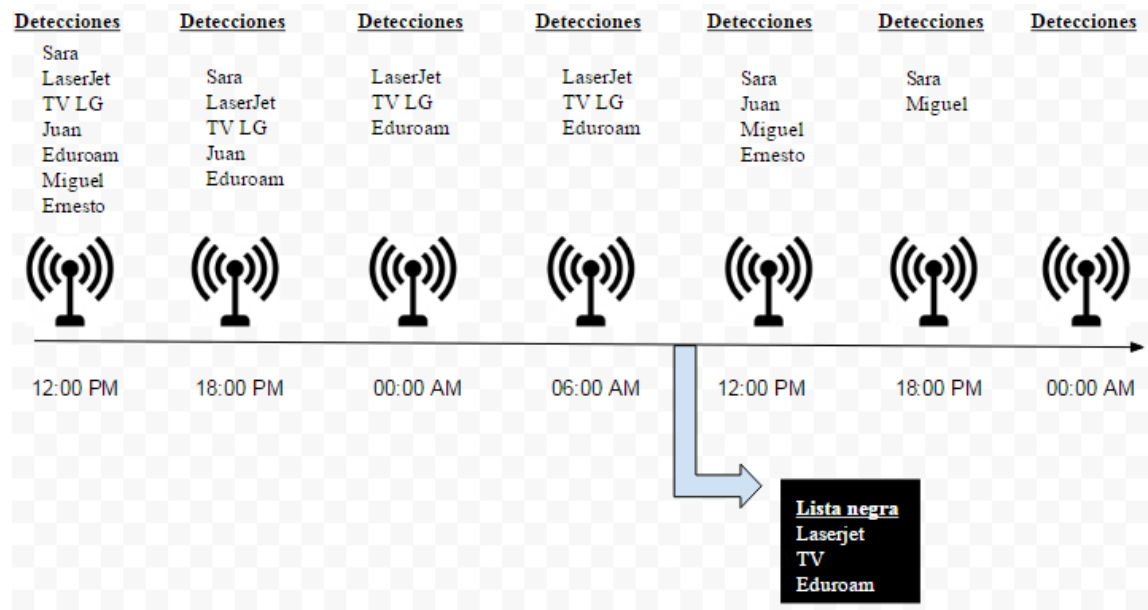 Detecciones
Sara
LaserJet
TV LG
Juan
Eduroam
Miguel
Ernesto
12:00 PM
Detecciones
Sara
LaserJet
TV LG
Juan
Eduroam
18:00 PM
Detecciones
LaserJet
TV LG
Eduroam
00:00 AM
Detecciones
LaserJet
TV LG
Eduroam
06:00 AM
Detecciones
Sara
Juan
Miguel
Ernesto
12:00 PM
Detecciones
Sara
Miguel
18:00 PM
Detecciones
00:00 AM
Lista negra
Laserjet
TV
Eduroam